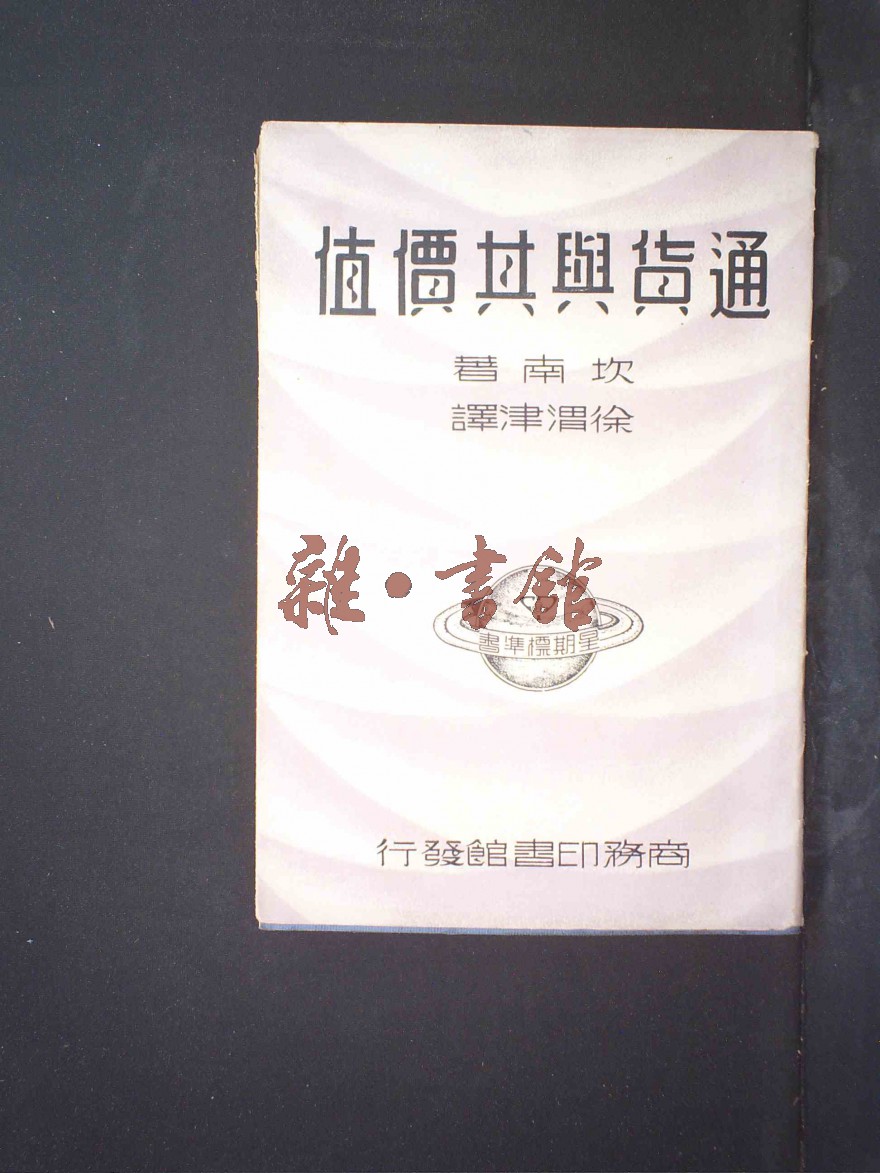 通貨與其價值
坎南著
徐渭津譯
雜·書館
星期標準書
商務印書館發行